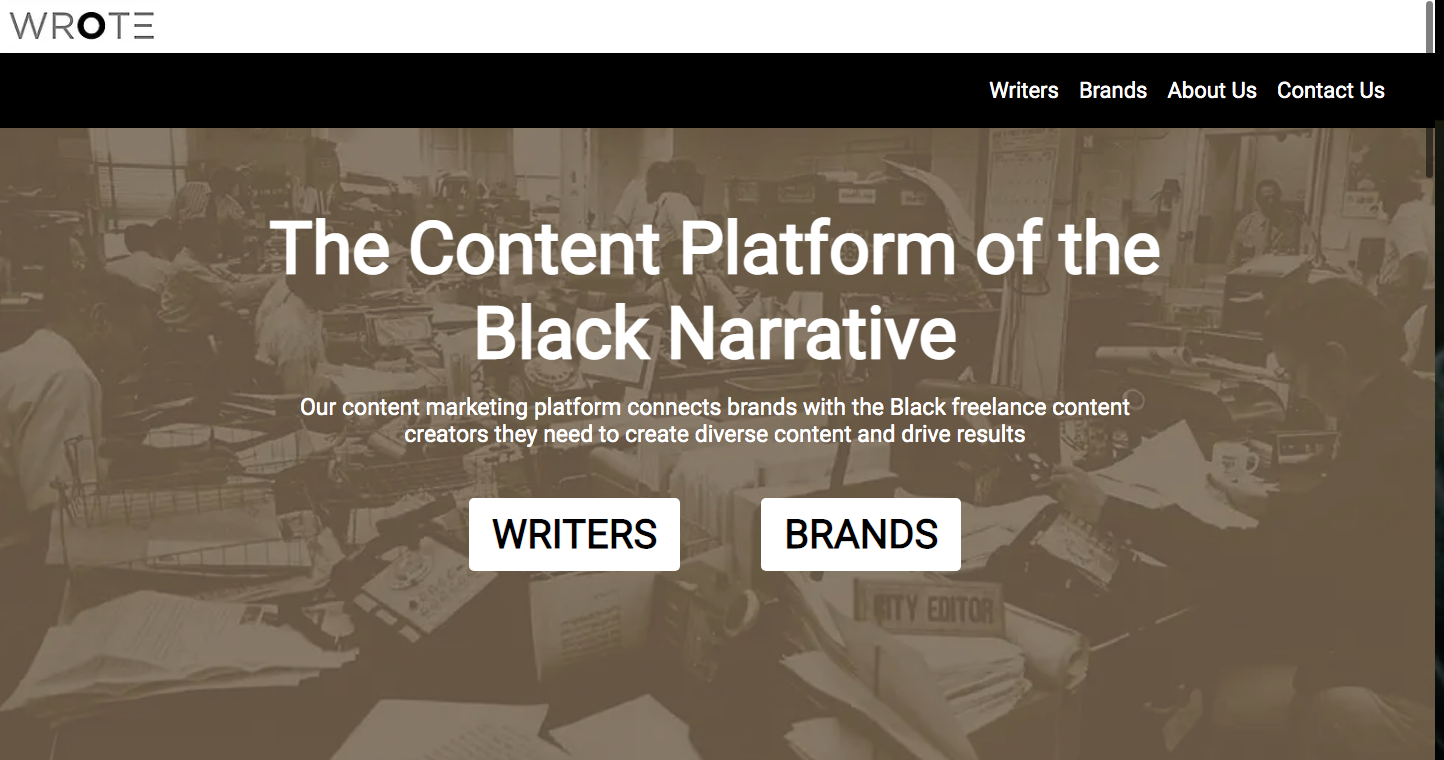 WROTE
Writers Brands About Us Contact Us
The Content Platform of the
Black Narrative
Our content marketing platform connects brands with the Black freelance content
creators they need to create diverse content and drive results
WRITERS BRANDS
CITY EDITOR